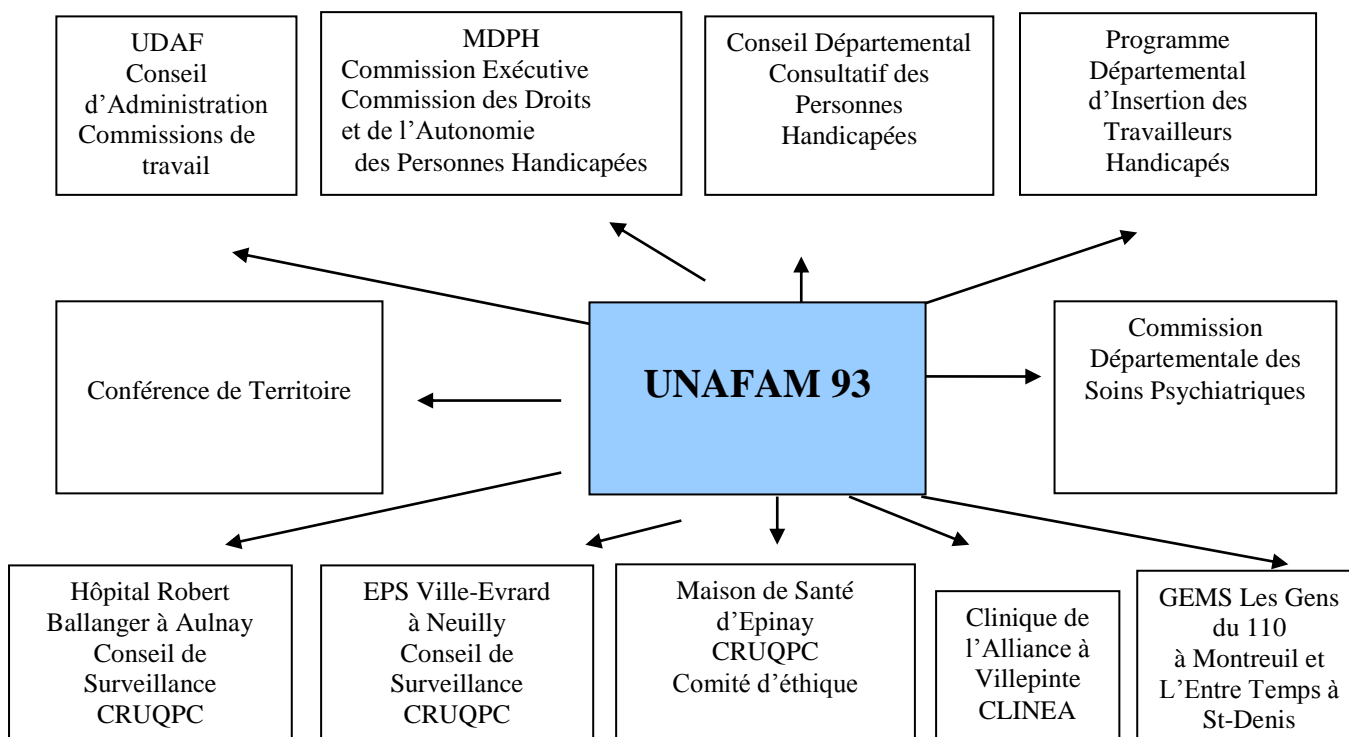 UDAF
Conseil
d’Administration
Commissions de
travail
MDPH
Commission Exécutive
Commission des Droits
et de l’Autonomie
des Personnes Handicapées
Conseil Départemental
Consultatif des
Personnes
Handicapées
Programme
Départemental
d’Insertion des
Travailleurs
Handicapés
Conférence de Territoire
UNAFAM 93
Commission
Départementale des
Soins Psychiatriques
Hôpital Robert
Ballanger à Aulnay
Conseil de
Surveillance
CRUQPC
EPS Ville-Evrard
à Neuilly
Conseil de
Surveillance
CRUQPC
Maison de Santé
d’Epinay
CRUQPC
Comité d’éthique
Clinique de
l’Alliance à
Villepinte
CLINEA
GEMS Les Gens
du 110
à Montreuil et
L’Entre Temps à
St-Denis